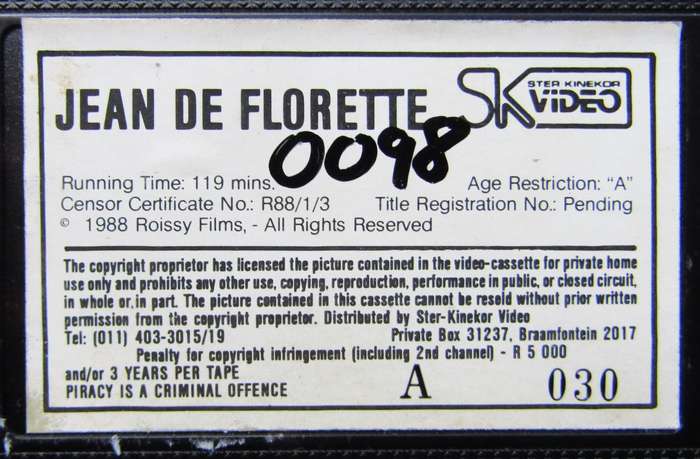 JEAN DE FLORETTE
SK STER KINEKOR VIDEO
0098
Running Time: 119 mins. Age Restriction: "A"
Censor Certificate No.: R88/1/3 Title Registration No.: Pending
© 1988 Roissy Films, - All Rights Reserved
The copyright proprietor has licensed the picture contained in the video-cassette for private home
use only and prohibits any other use, copying, reproduction, performance in public, or closed circuit,
in whole or, in part. The picture contained in this cassette cannot be resold without prior written
permission from the copyright proprietor. Distributed by Ster-Kinekor Video
Tel: (011) 403-3015/19 Private Box 31237, Braamfontein 2017
Penalty for copyright infringement (including 2nd channel) - R 5 000
and/or 3 YEARS PER TAPE
PIRACY IS A CRIMINAL OFFENCE A 030